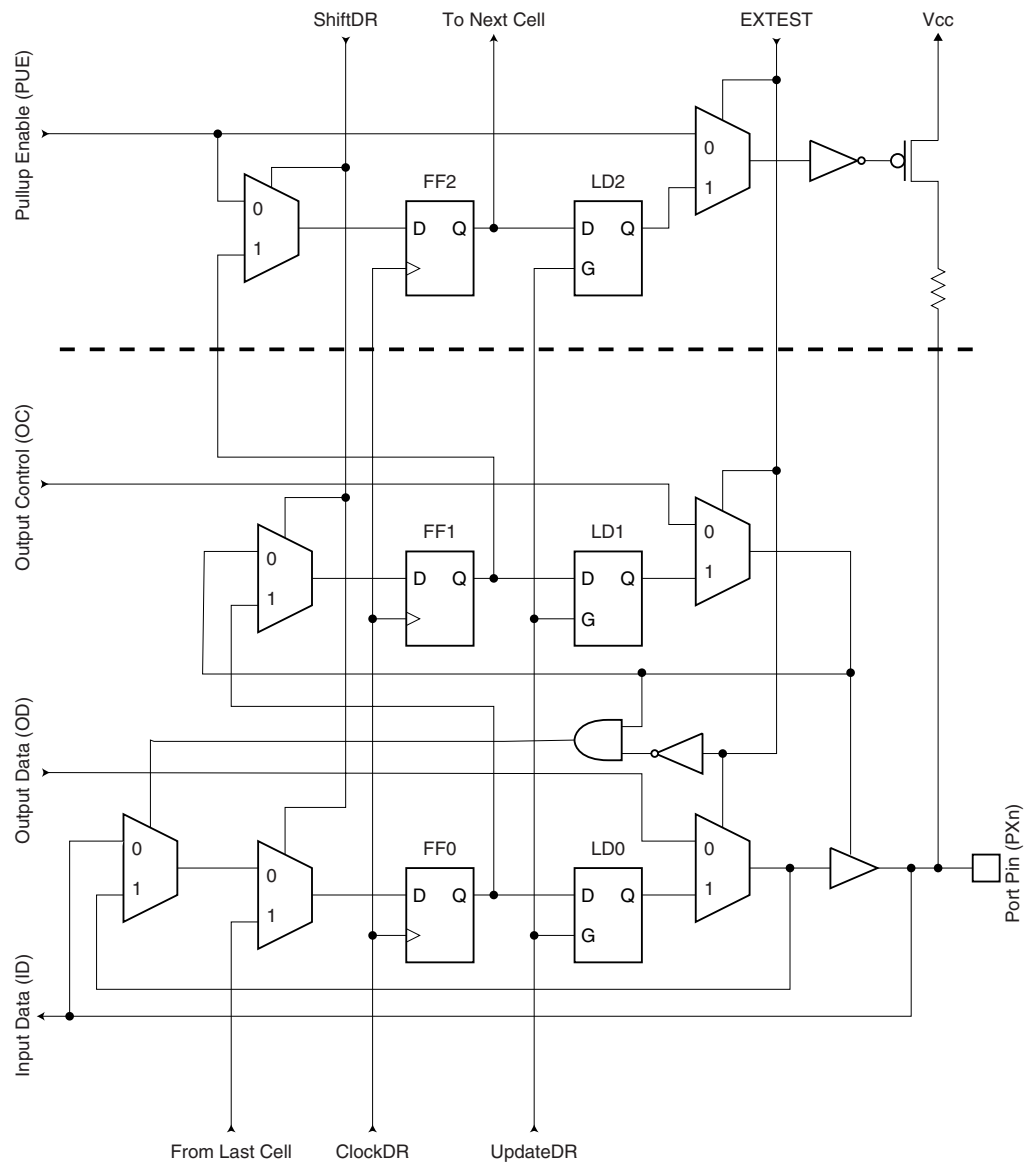 ShiftDR
To Next Cell
EXTEST
Vcc
Pullup Enable (PUE)
0
1
FF2
D
Q
LD2
D
Q
G
0
1
Output Control (OC)
0
1
FF1
D
Q
LD1
D
Q
G
0
1
Output Data (OD)
0
1
0
1
FF0
D
Q
LD0
D
Q
G
0
1
Port Pin (PXn)
Input Data (ID)
From Last Cell
ClockDR
UpdateDR